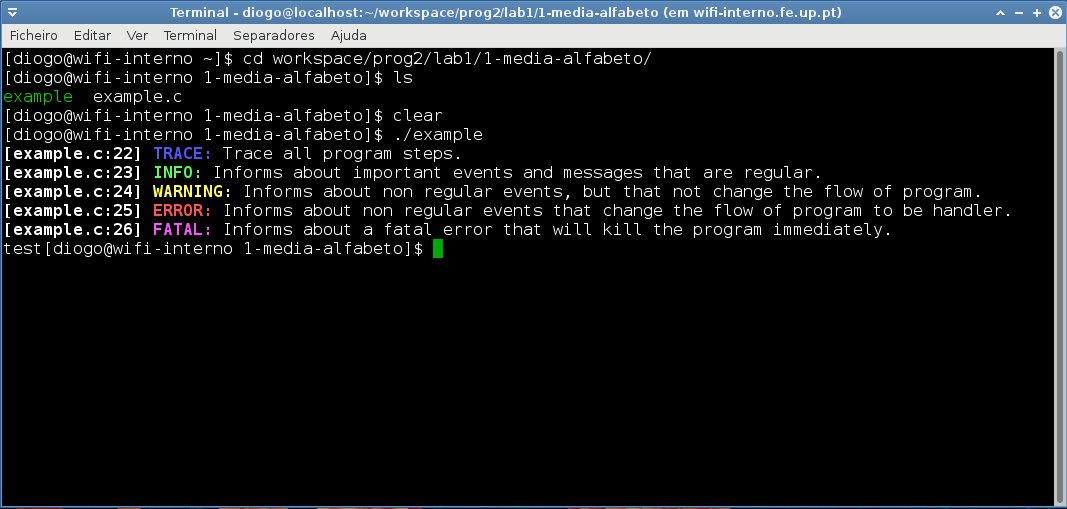 Terminal - diogo@localhost:~/workspace/prog2/lab1/1-media-alfabeto (em wifi-interno.fe.up.pt)
Ficheiro Editar Ver Terminal Separadores Ajuda
[diogo@wifi-interno ~]$ cd workspace/prog2/lab1/1-media-alfabeto/
[diogo@wifi-interno 1-media-alfabeto]$ ls
example  example.c
[diogo@wifi-interno 1-media-alfabeto]$ clear
[diogo@wifi-interno 1-media-alfabeto]$ ./example
[example.c:22] TRACE: Trace all program steps.
[example.c:23] INFO: Informs about important events and messages that are regular.
[example.c:24] WARNING: Informs about non regular events, but that not change the flow of program.
[example.c:25] ERROR: Informs about non regular events that change the flow of program to be handler.
[example.c:26] FATAL: Informs about a fatal error that will kill the program immediately.
test[diogo@wifi-interno 1-media-alfabeto]$